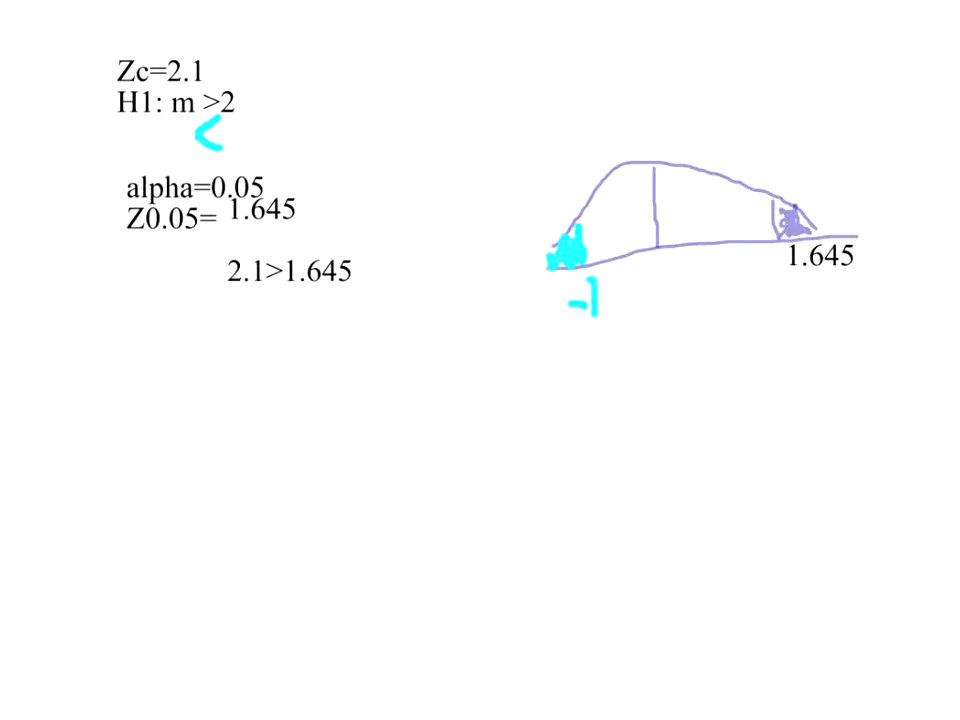 Zc=2.1
H1: m >2
<
alpha=0.05
Z0.05= 1.645
2.1>1.645
1.645
-1